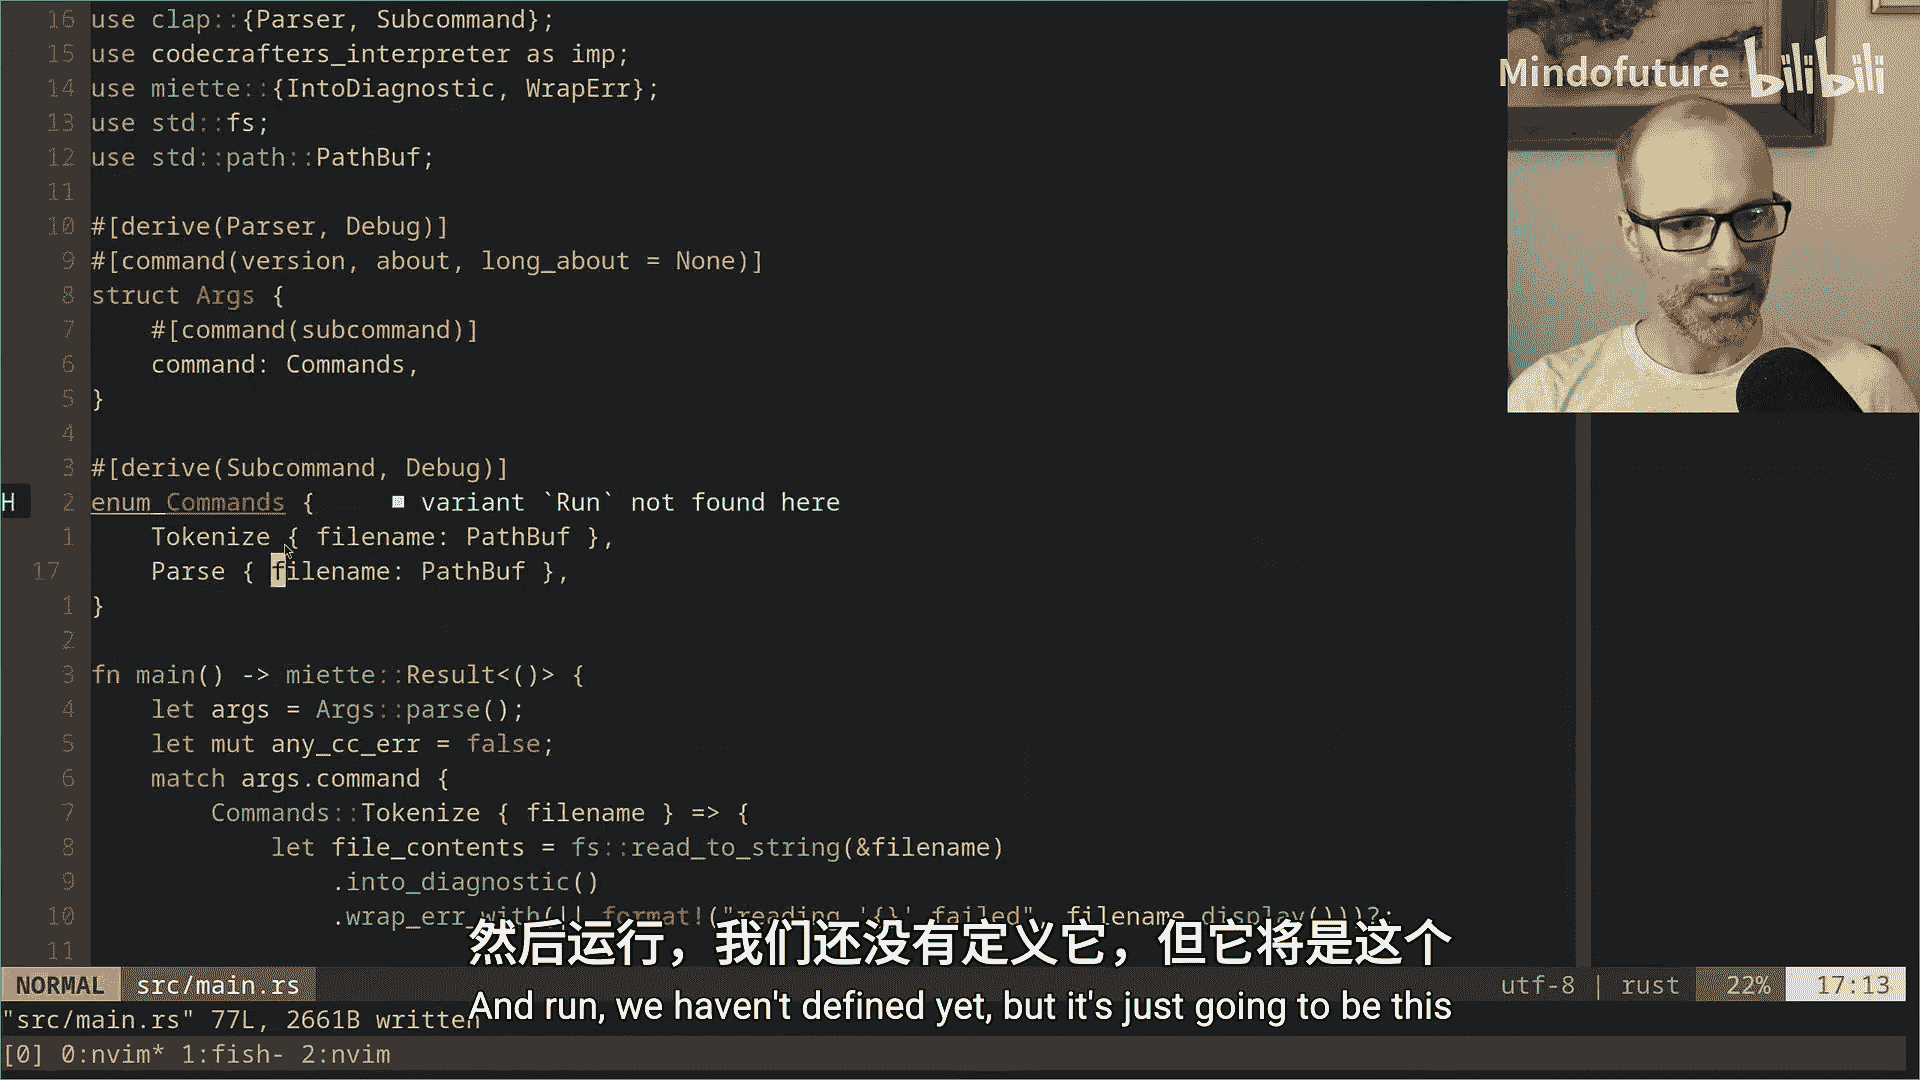 16 use clap::{Parser, Subcommand};
15 use codecrafters_interpreter as imp;
14 use miette::{IntoDiagnostic, WrapErr};
13 use std::fs;
12 use std::path::PathBuf;
11
10 #[derive(Parser, Debug)]
9 #[command(version, about, long_about = None)]
8 struct Args {
7     #[command(subcommand)]
6     command: Commands,
5 }
4
3 #[derive(Subcommand, Debug)]
H 2 enum Commands {     ■ variant `Run` not found here
1     Tokenize { filename: PathBuf },
17     Parse { filename: PathBuf },
1 }
2
3 fn main() -> miette::Result<()> {
4     let args = Args::parse();
5     let mut any_cc_err = false;
6     match args.command {
7         Commands::Tokenize { filename } => {
8             let file_contents = fs::read_to_string(&filename)
9                 .into_diagnostic()
10                 .wrap_err_with(|| format!("reading '{}' failed", filename.display()))?;
11
Mindofuture bilibili
然后运行，我们还没有定义它，但它将是这个
And run, we haven't defined yet, but it's just going to be this
NORMAL src/main.rs utf-8 | rust 22% 17:13
"src/main.rs" 77L, 2661B written
[0] 0:nvim* 1:fish- 2:nvim